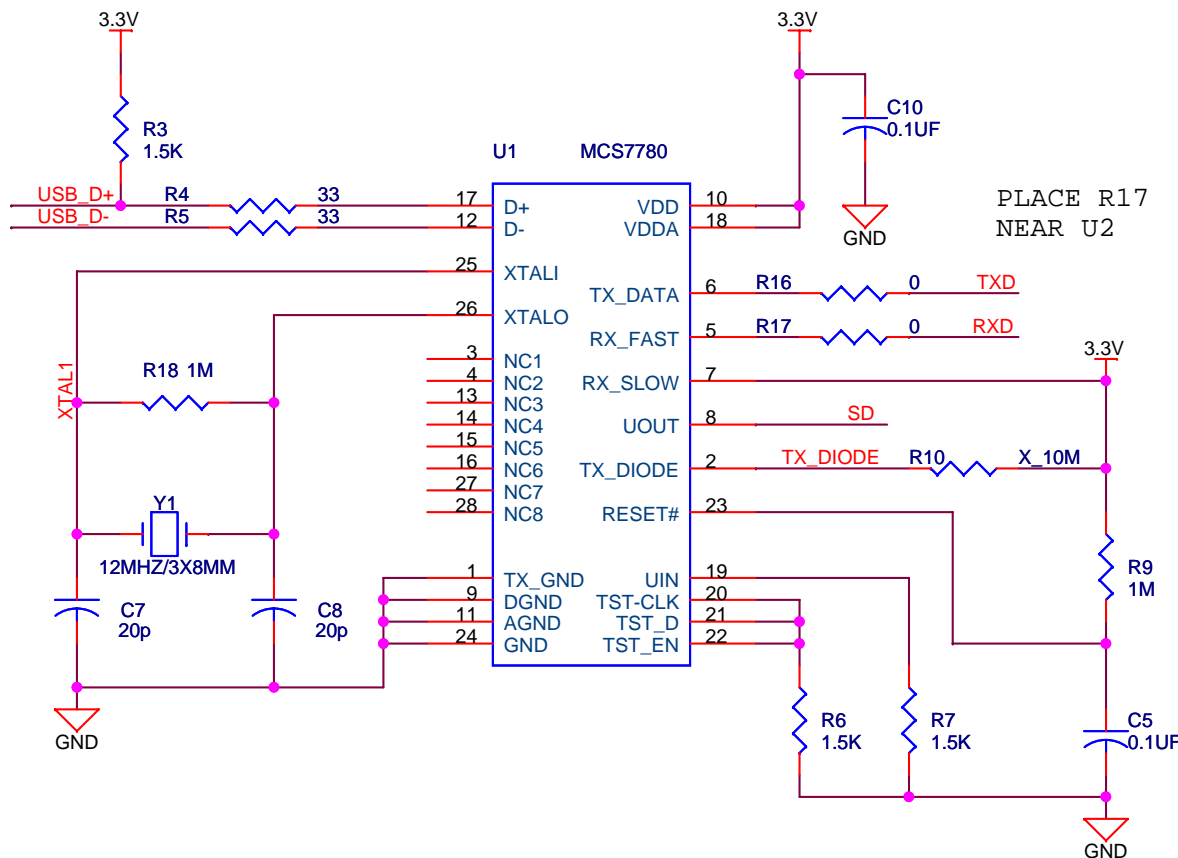 3.3V
3.3V
R3
1.5K
C10
0.1UF
U1 MCS7780
USB_D+
USB_D-
R4 33
R5 33
17 D+
12 D-
25 XTALI
26 XTALO
3 NC1
4 NC2
13 NC3
14 NC4
15 NC5
16 NC6
27 NC7
28 NC8
1 TX_GND
9 DGND
11 AGND
24 GND
VDD 10
VDDA 18
TX_DATA 6
RX_FAST 5
RX_SLOW 7
UOUT 8
TX_DIODE 2
RESET# 23
UIN 19
TST-CLK 20
TST_D 21
TST_EN 22
GND
PLACE R17
NEAR U2
R16 0 TXD
R17 0 RXD
3.3V
SD
TX_DIODE R10 X_10M
R9
1M
XTAL1
R18 1M
Y1
12MHZ/3X8MM
C7
20p
C8
20p
GND
R6
1.5K
R7
1.5K
C5
0.1UF
GND